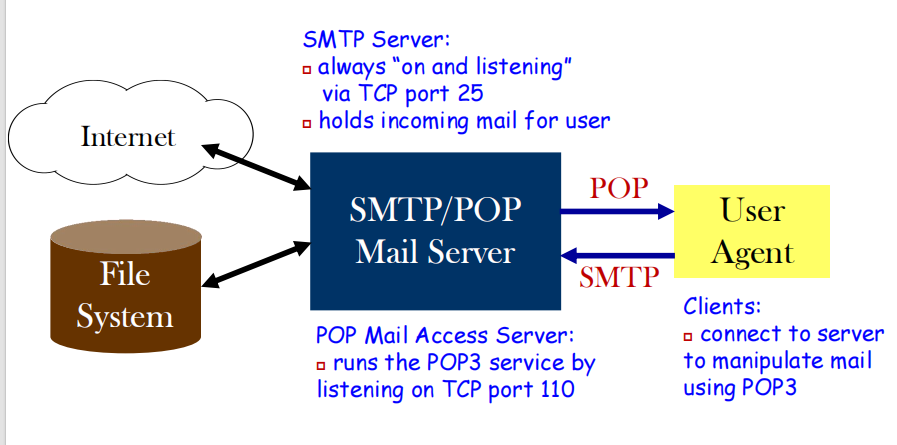 SMTP Server:
▫ always “on and listening”
via TCP port 25
▫ holds incoming mail for user
Internet
SMTP/POP
Mail Server
POP
SMTP
User
Agent
File
System
POP Mail Access Server:
▫ runs the POP3 service by
listening on TCP port 110
Clients:
▫ connect to server
to manipulate mail
using POP3